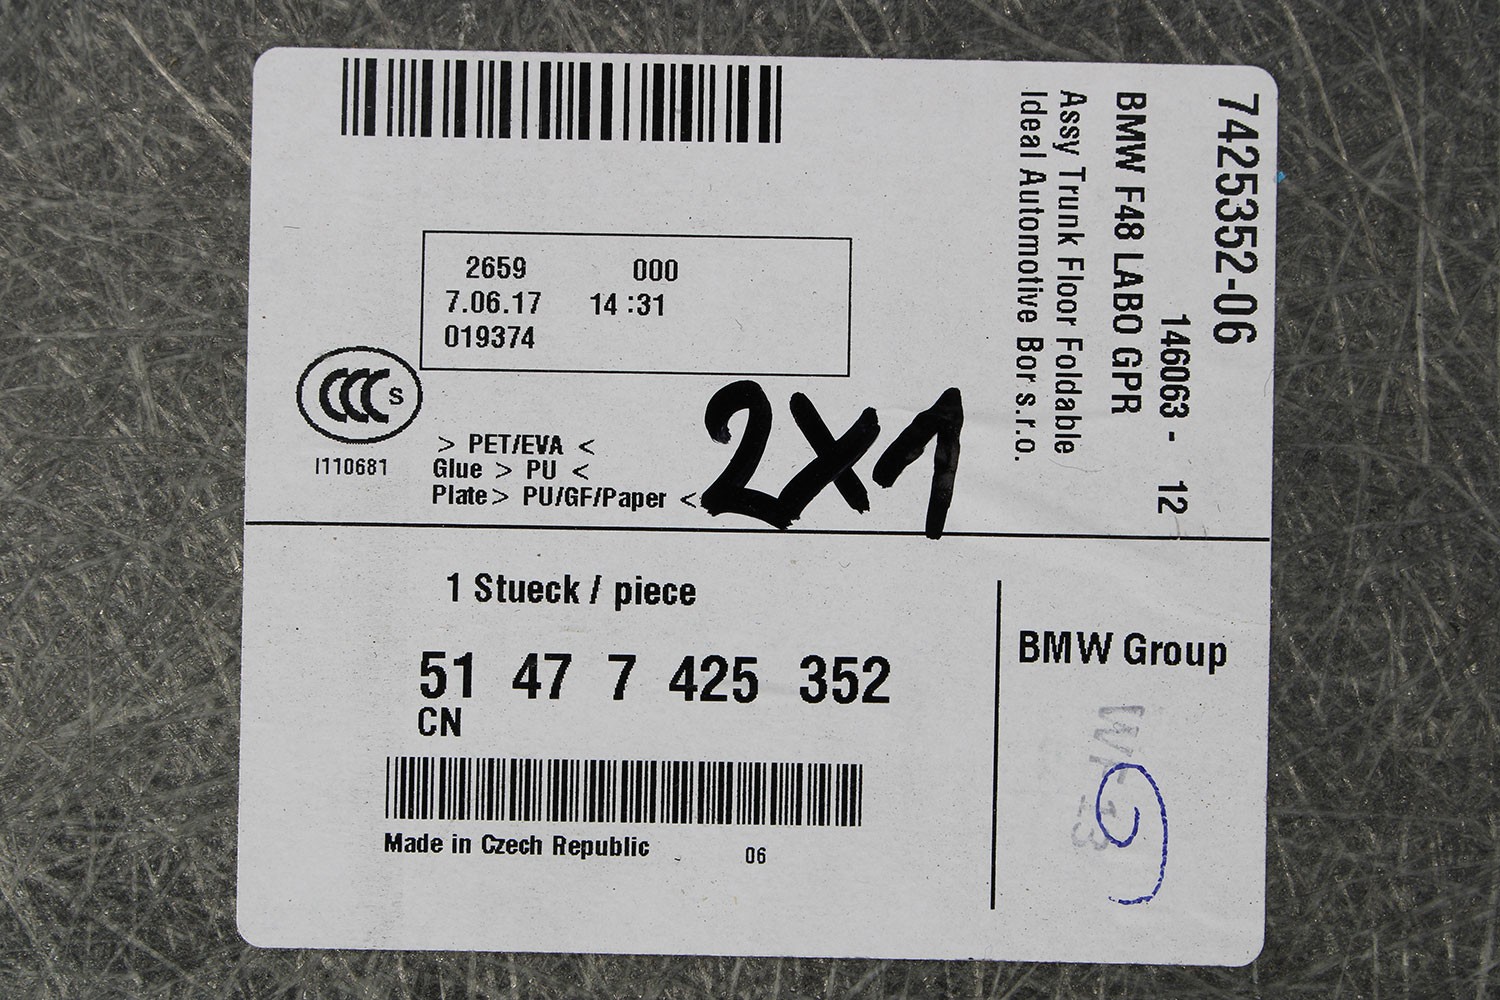 2659 000
7.06.17 14:31
019374
CCC S
I110681
> PET/EVA <
Glue > PU <
Plate > PU/GF/Paper <
2x1
7425352-06
146063 - 12
BMW F48 LABO GPR
Assy Trunk Floor Foldable
Ideal Automotive Bor s.r.o.
1 Stueck / piece
51 47 7 425 352
CN
Made in Czech Republic 06
BMW Group